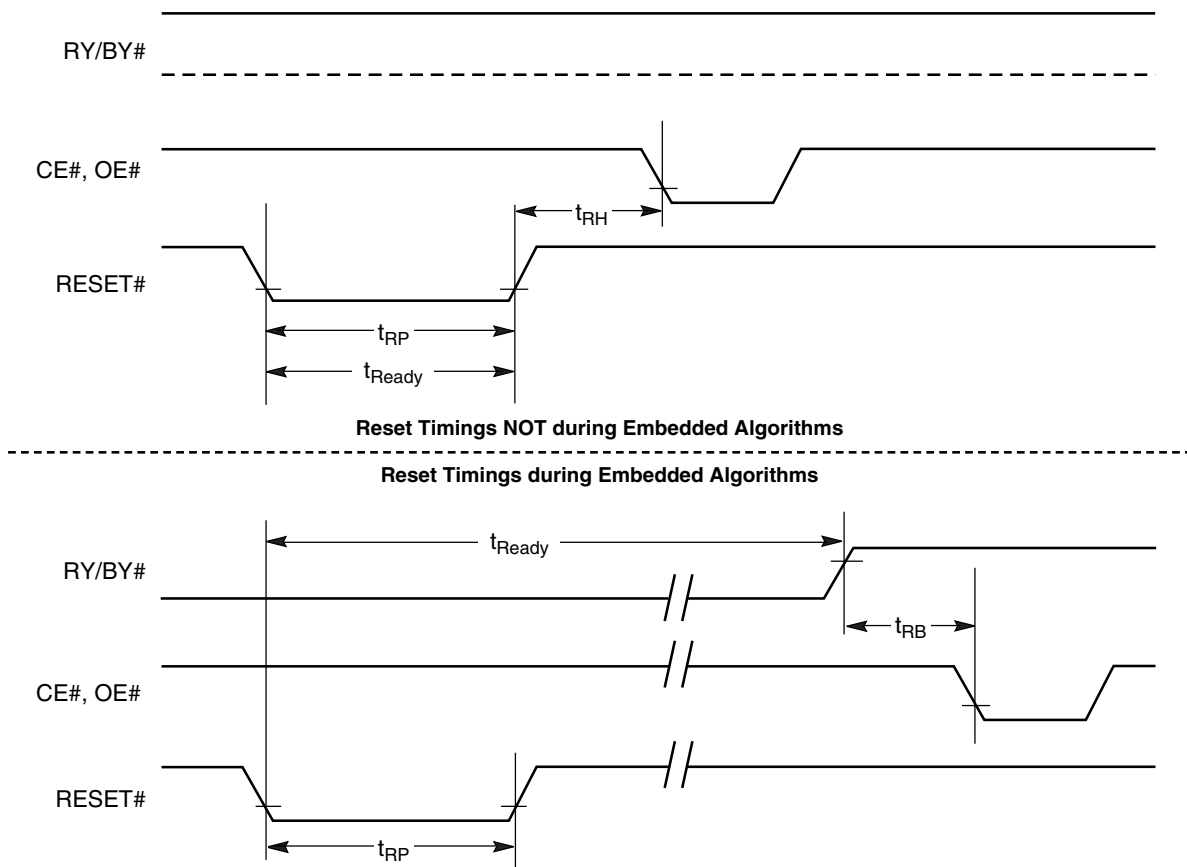 RY/BY#
CE#, OE#
tRH
RESET#
tRP
tReady
Reset Timings NOT during Embedded Algorithms
Reset Timings during Embedded Algorithms
tReady
RY/BY#
tRB
CE#, OE#
RESET#
tRP